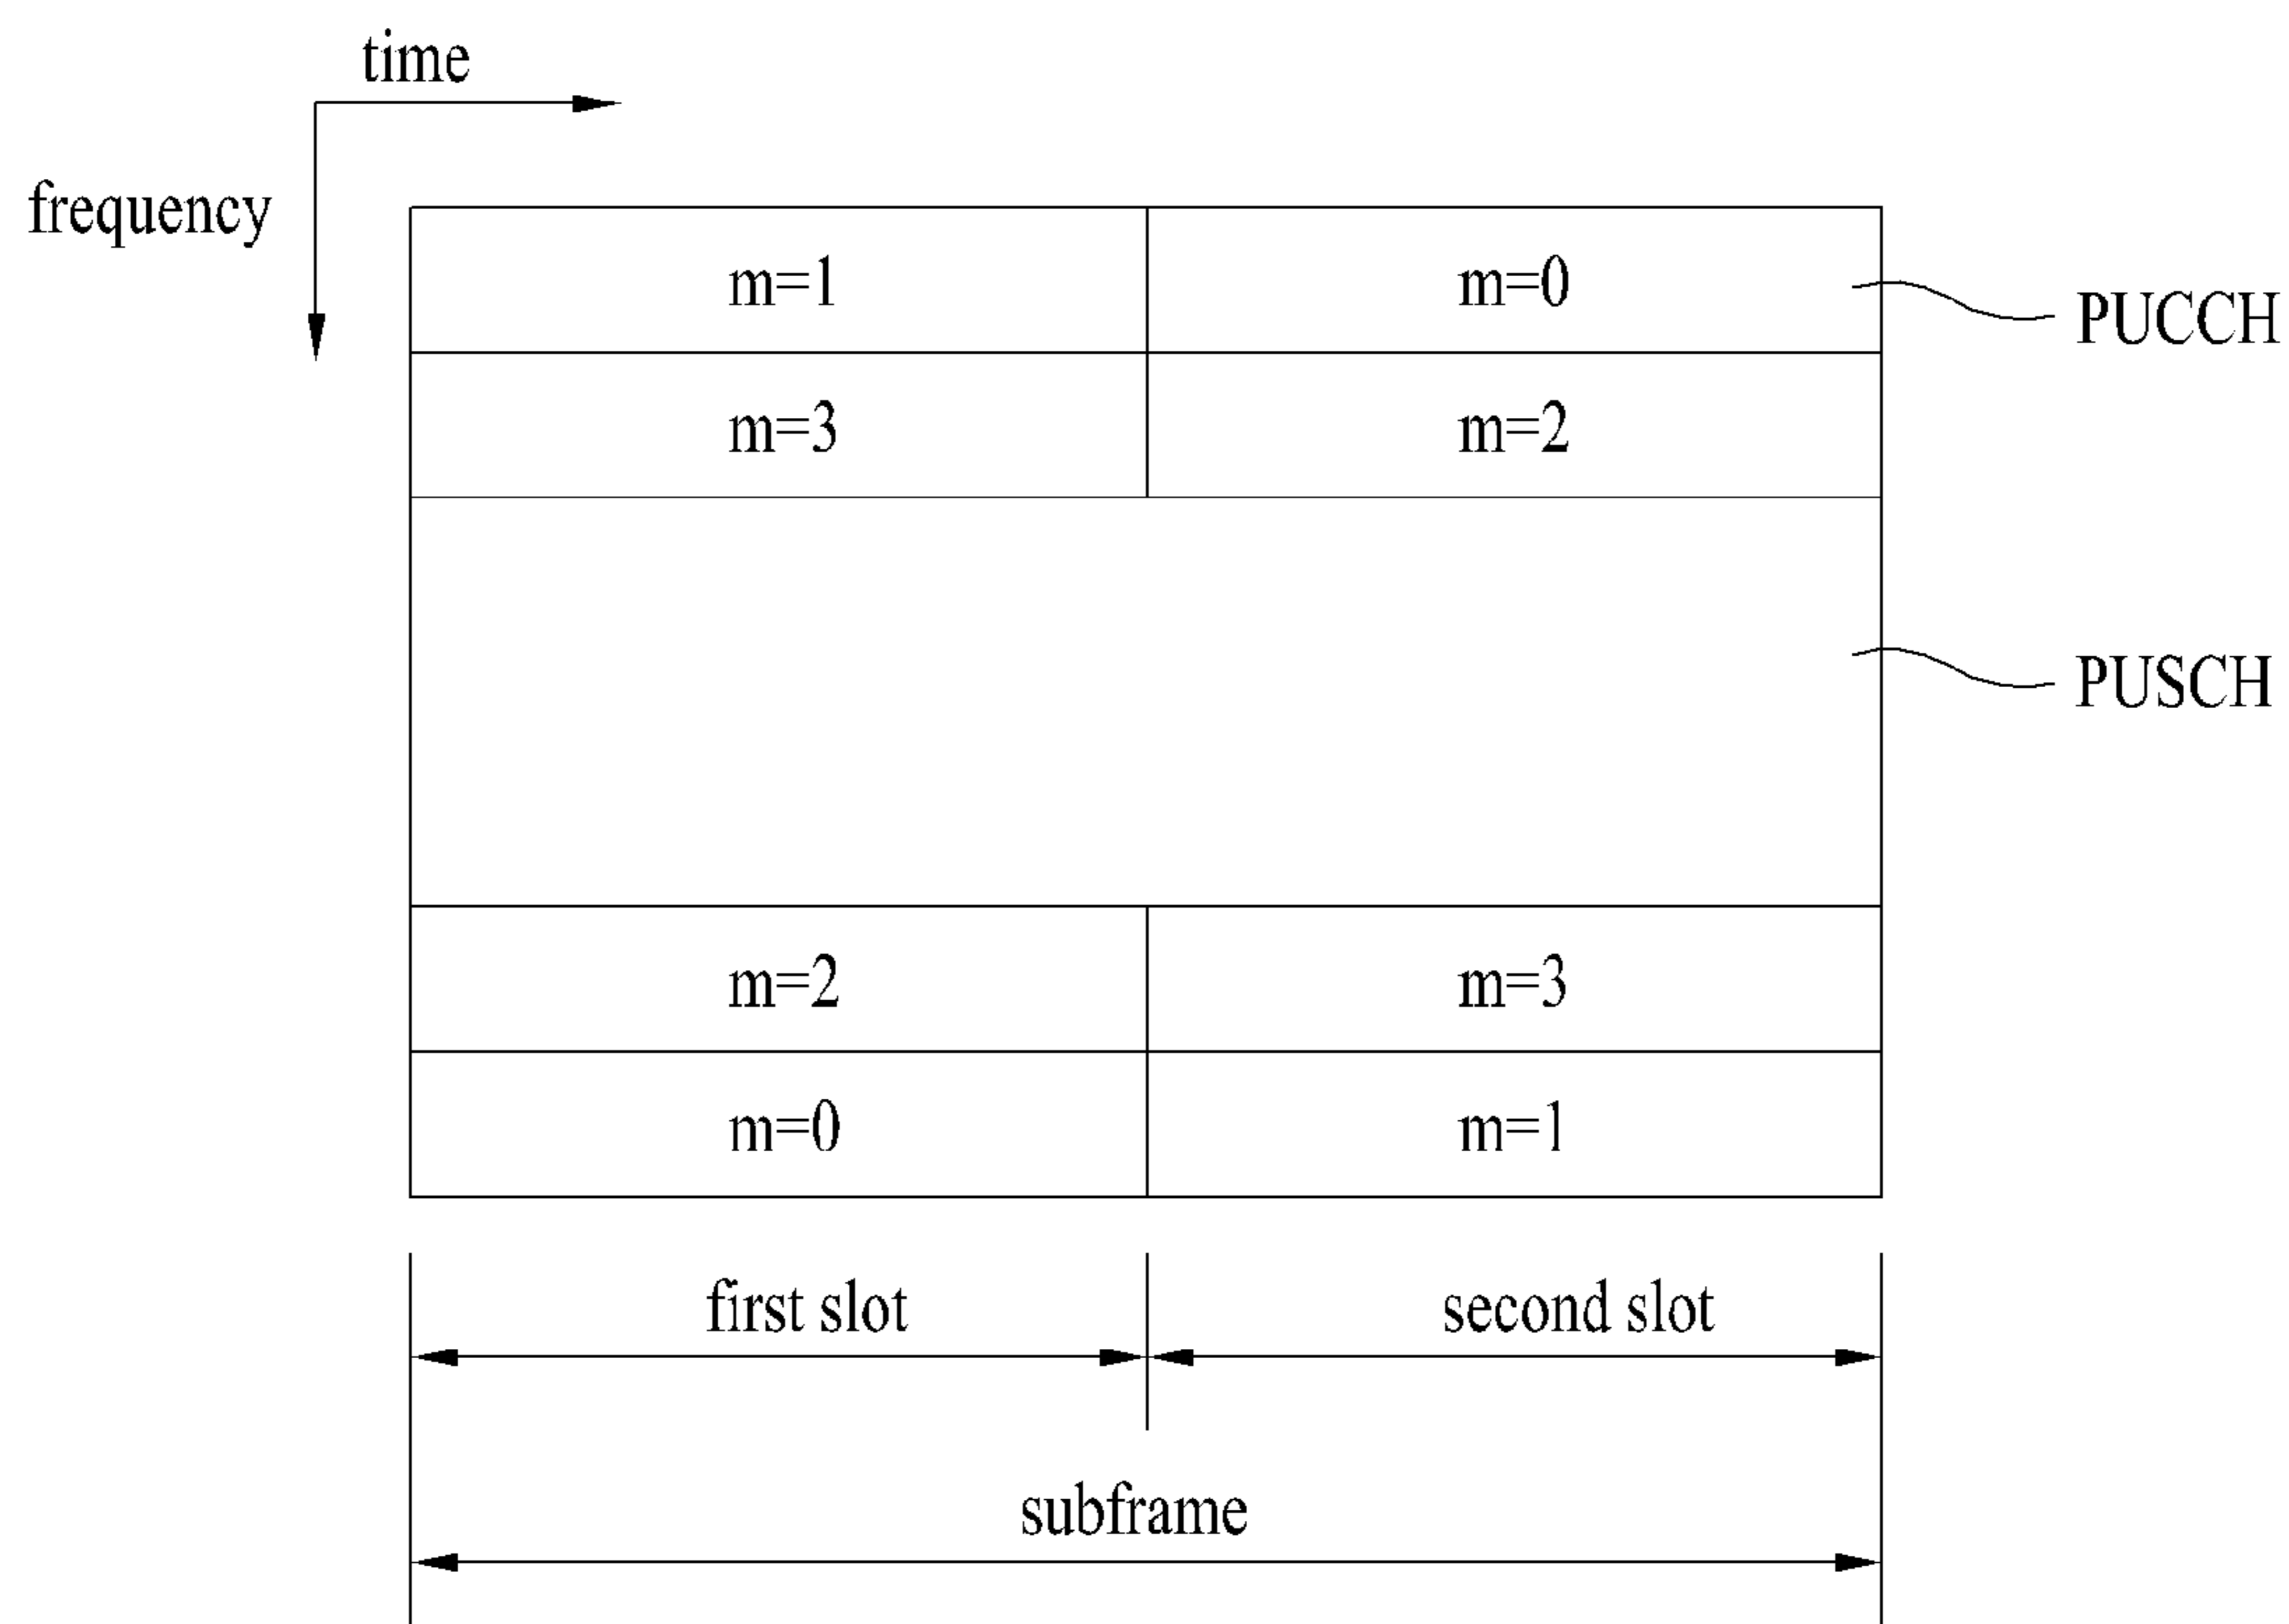 time
frequency
m=1
m=0
PUCCH
m=3
m=2
PUSCH
m=2
m=3
m=0
m=1
first slot
second slot
subframe